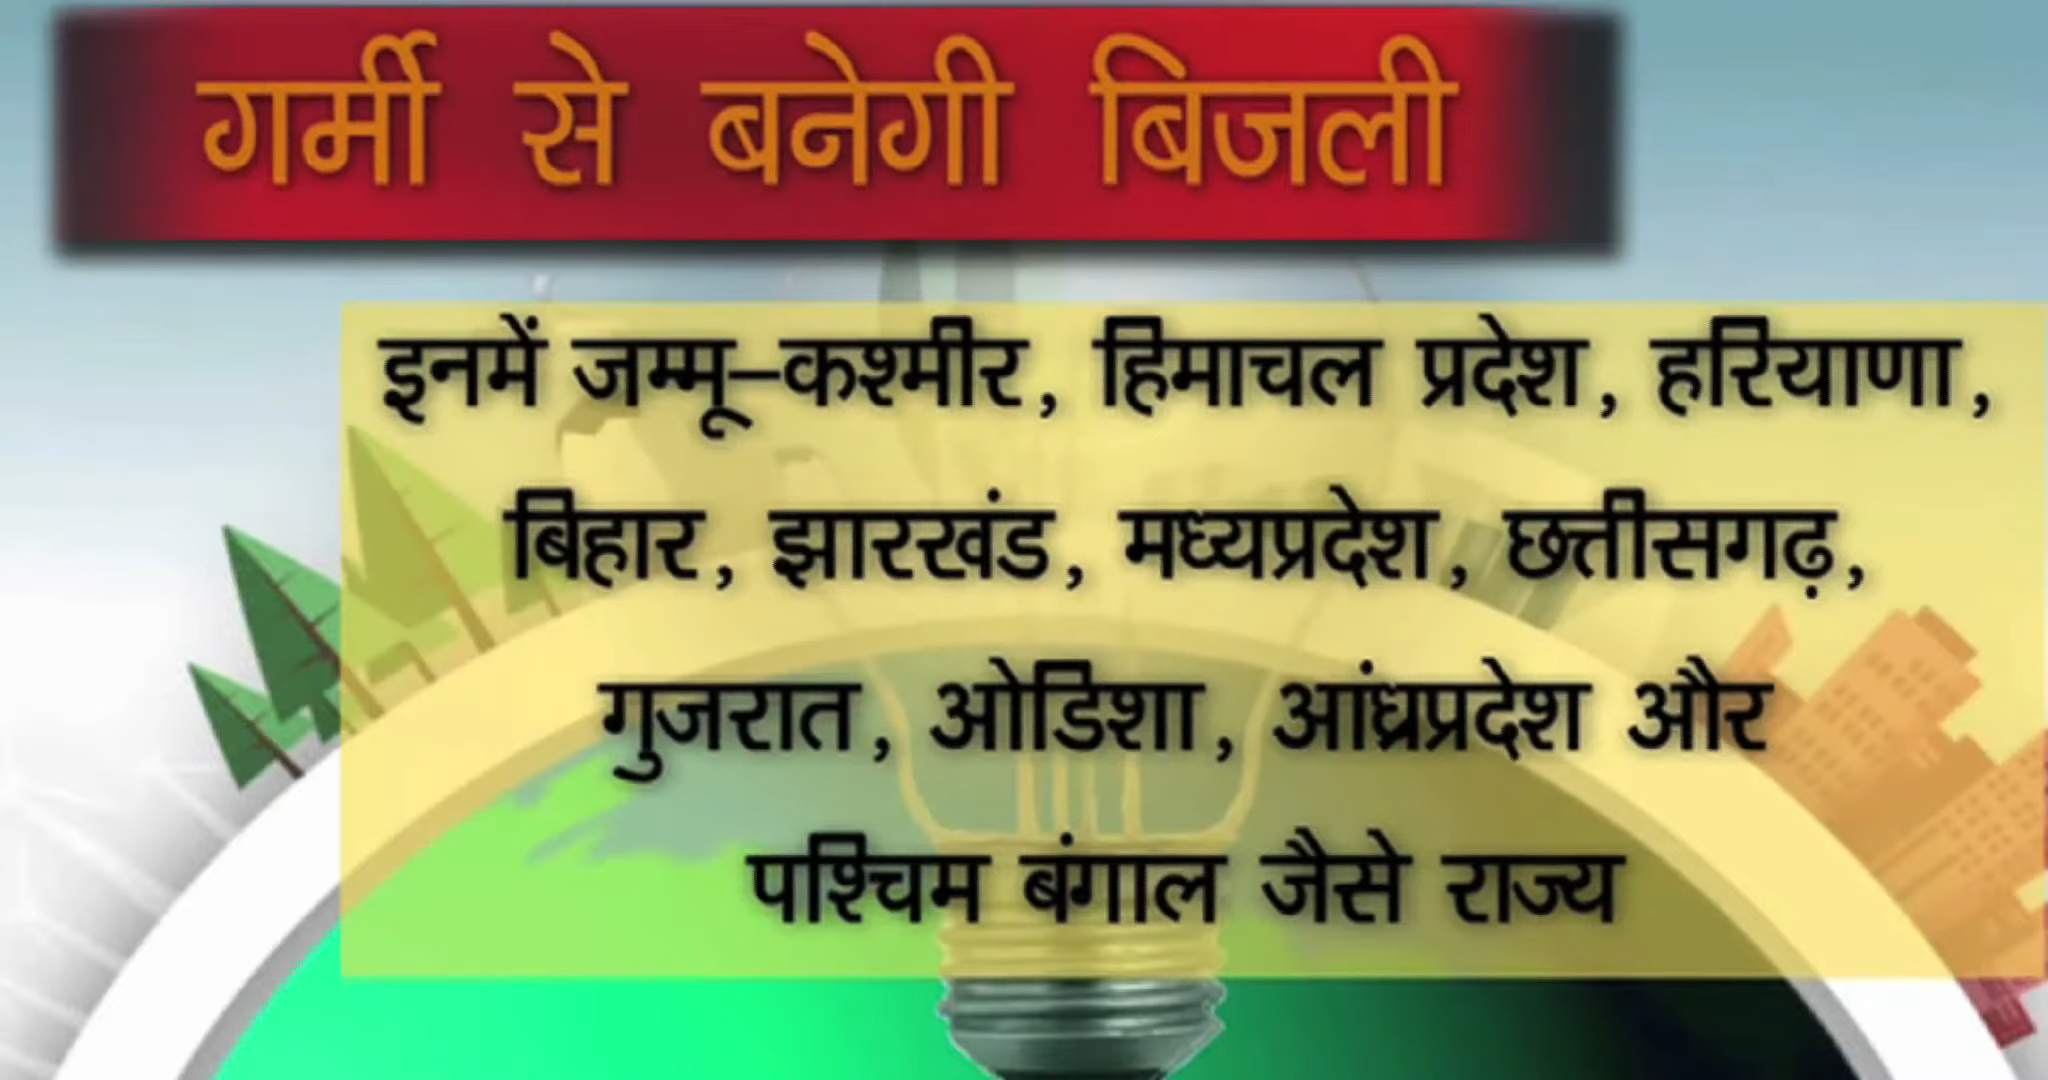 गर्मी से बनेगी बिजली
इनमें जम्मू–कश्मीर, हिमाचल प्रदेश, हरियाणा,
बिहार, झारखंड, मध्यप्रदेश, छत्तीसगढ़,
गुजरात, ओडिशा, आंध्रप्रदेश और
पश्चिम बंगाल जैसे राज्य